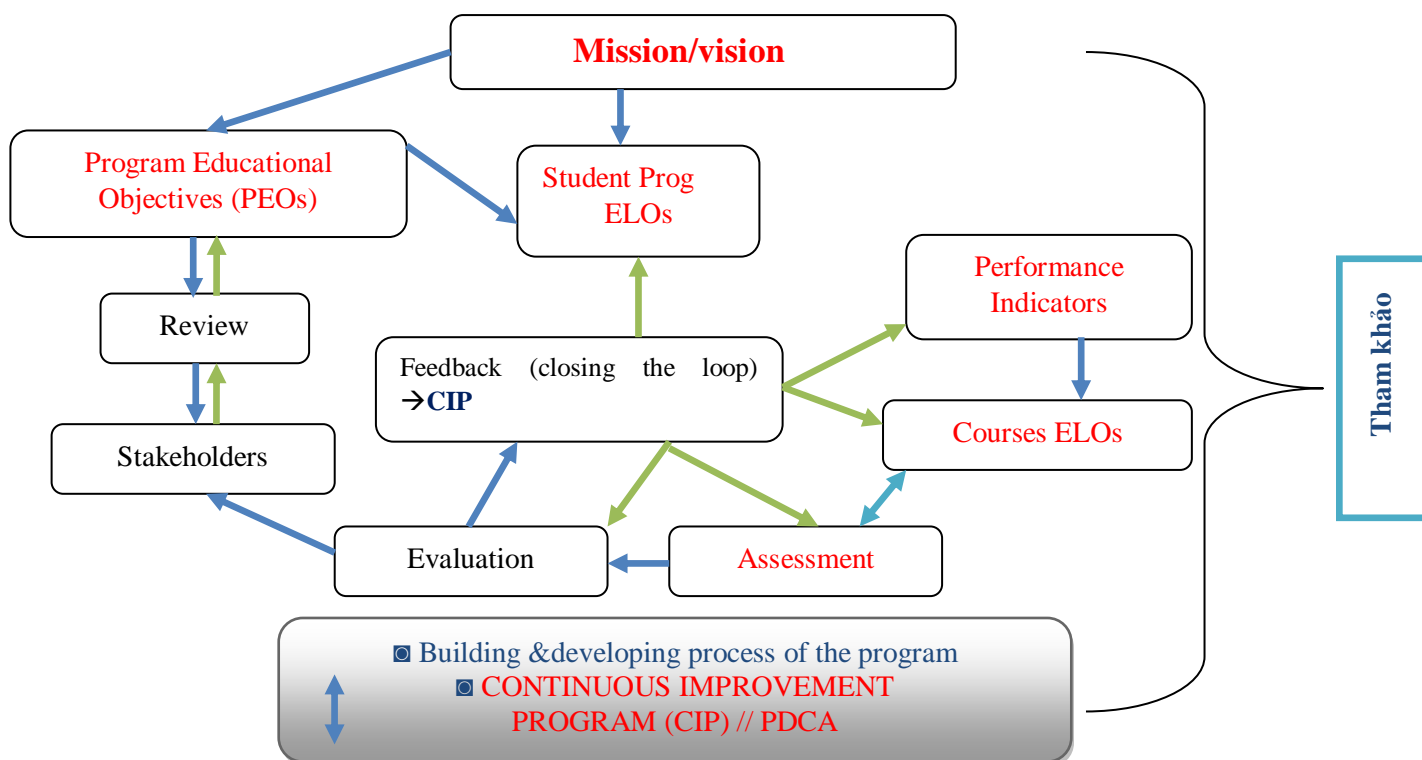 Mission/vision
Program Educational
Objectives (PEOs)
Student Prog
ELOs
Performance
Indicators
Review
Feedback (closing the loop)
→CIP
Courses ELOs
Stakeholders
Evaluation
Assessment
◙ Building &developing process of the program
◙ CONTINUOUS IMPROVEMENT
PROGRAM (CIP) // PDCA
Tham khảo